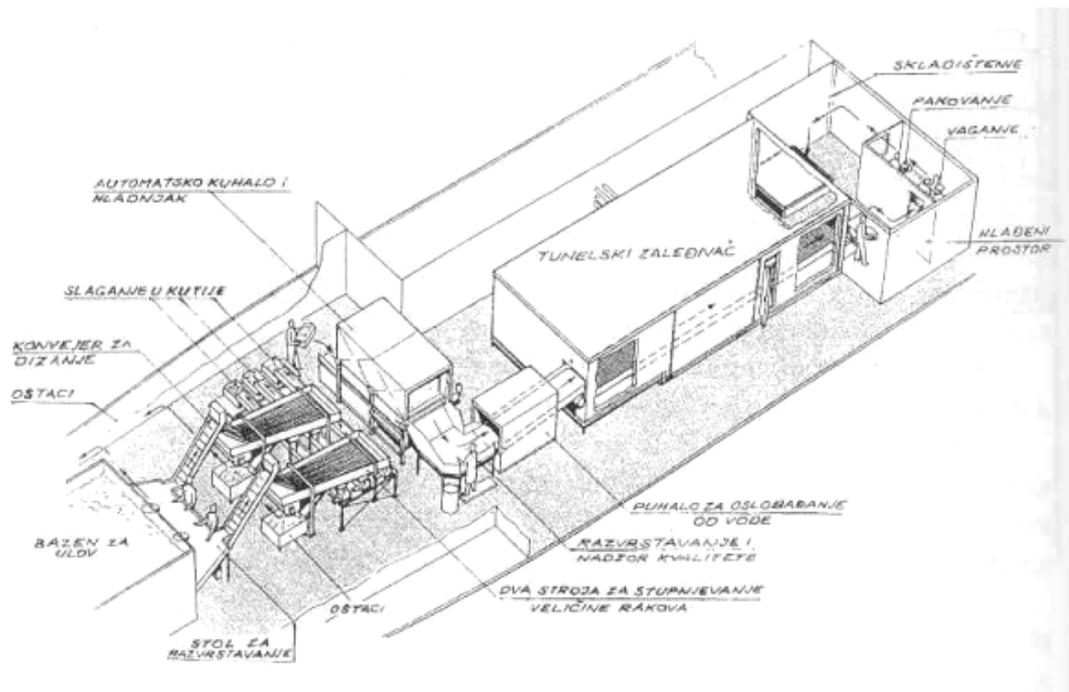 SKLADIŠTENJE
PAKOVANJE
VAGANJE
AUTOMATSKO KUHALO I
HLADNJAK
HLAĐENI
PROSTOR
TUNELSKI ZALEĐIVAČ
SLAGANJE U KUTIJE
KONVEJER ZA
DIZANJE
OSTACI
PUHALO ZA OSLOBAĐANJE
OD VODE
BAZEN ZA
ULOV
RAZVRSTAVANJE I
NADZOR KVALITETE
DVA STROJA ZA STUPNJEVANJE
VELIČINE RAKOVA
OSTACI
STOL ZA
RAZVRSTAVANJE